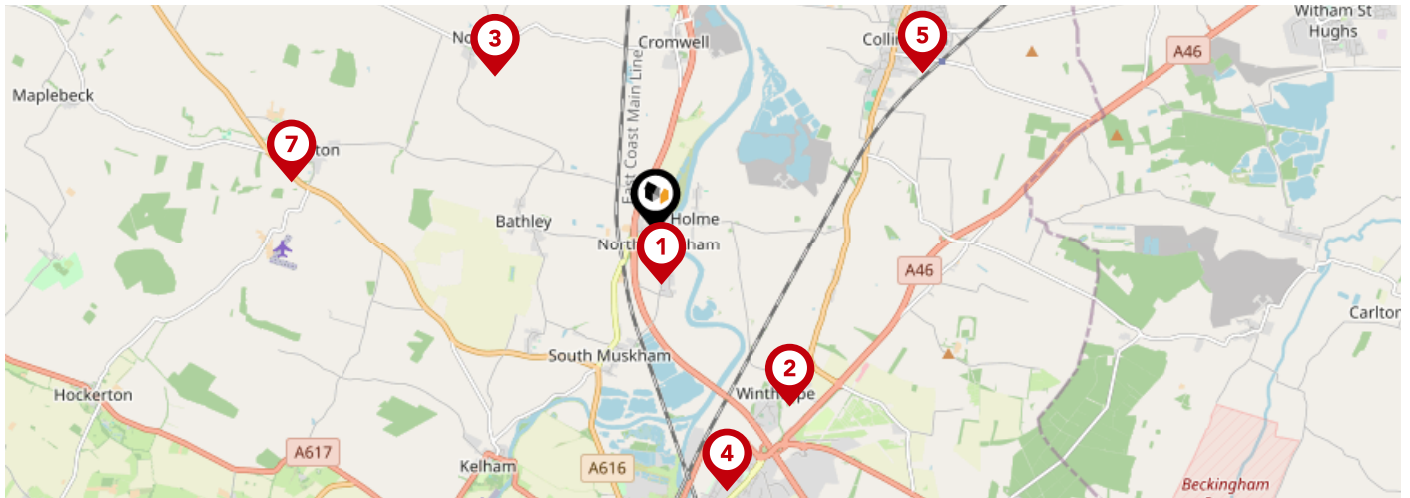 Witham St
Hughs
3
5
Cromwell
A46
Maplebeck
East Coast Main Line
7
Holme
Bathley
1
A46
Carlton
South Muskham
2
Hockerton
4
A617
Kelham
A616
Beckingham